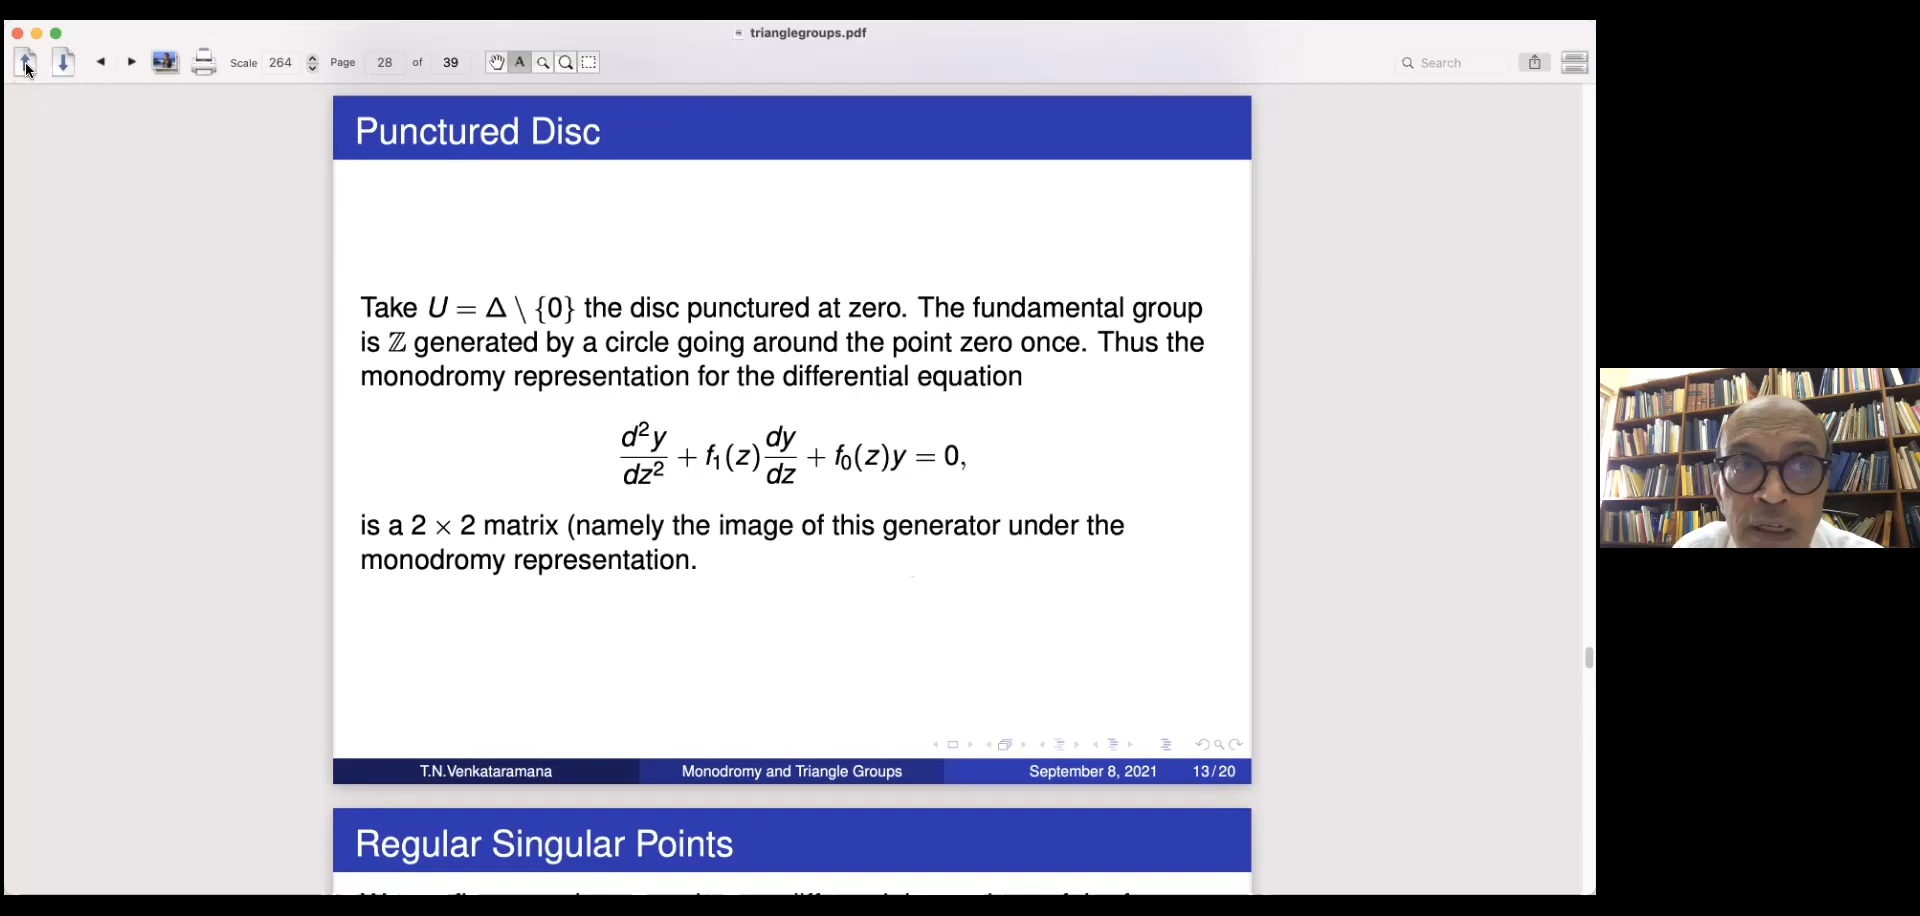 trianglegroups.pdf
Scale 264 Page 28 of 39 A Search
Punctured Disc
Take U = Δ \ {0} the disc punctured at zero. The fundamental group
is ℤ generated by a circle going around the point zero once. Thus the
monodromy representation for the differential equation
d²y/dz² + f₁(z) dy/dz + f₀(z)y = 0,
is a 2 × 2 matrix (namely the image of this generator under the
monodromy representation.
T.N.Venkataramana Monodromy and Triangle Groups September 8, 2021 13/20
Regular Singular Points